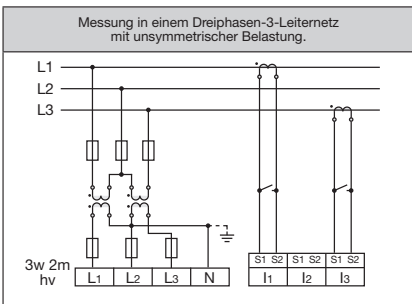 Messung in einem Dreiphasen-3-Leiternetz
mit unsymmetrischer Belastung.
L1
L2
L3
S1 S2 S1 S2 S1 S2
3w 2m
hv
L1 L2 L3 N
I1 I2 I3